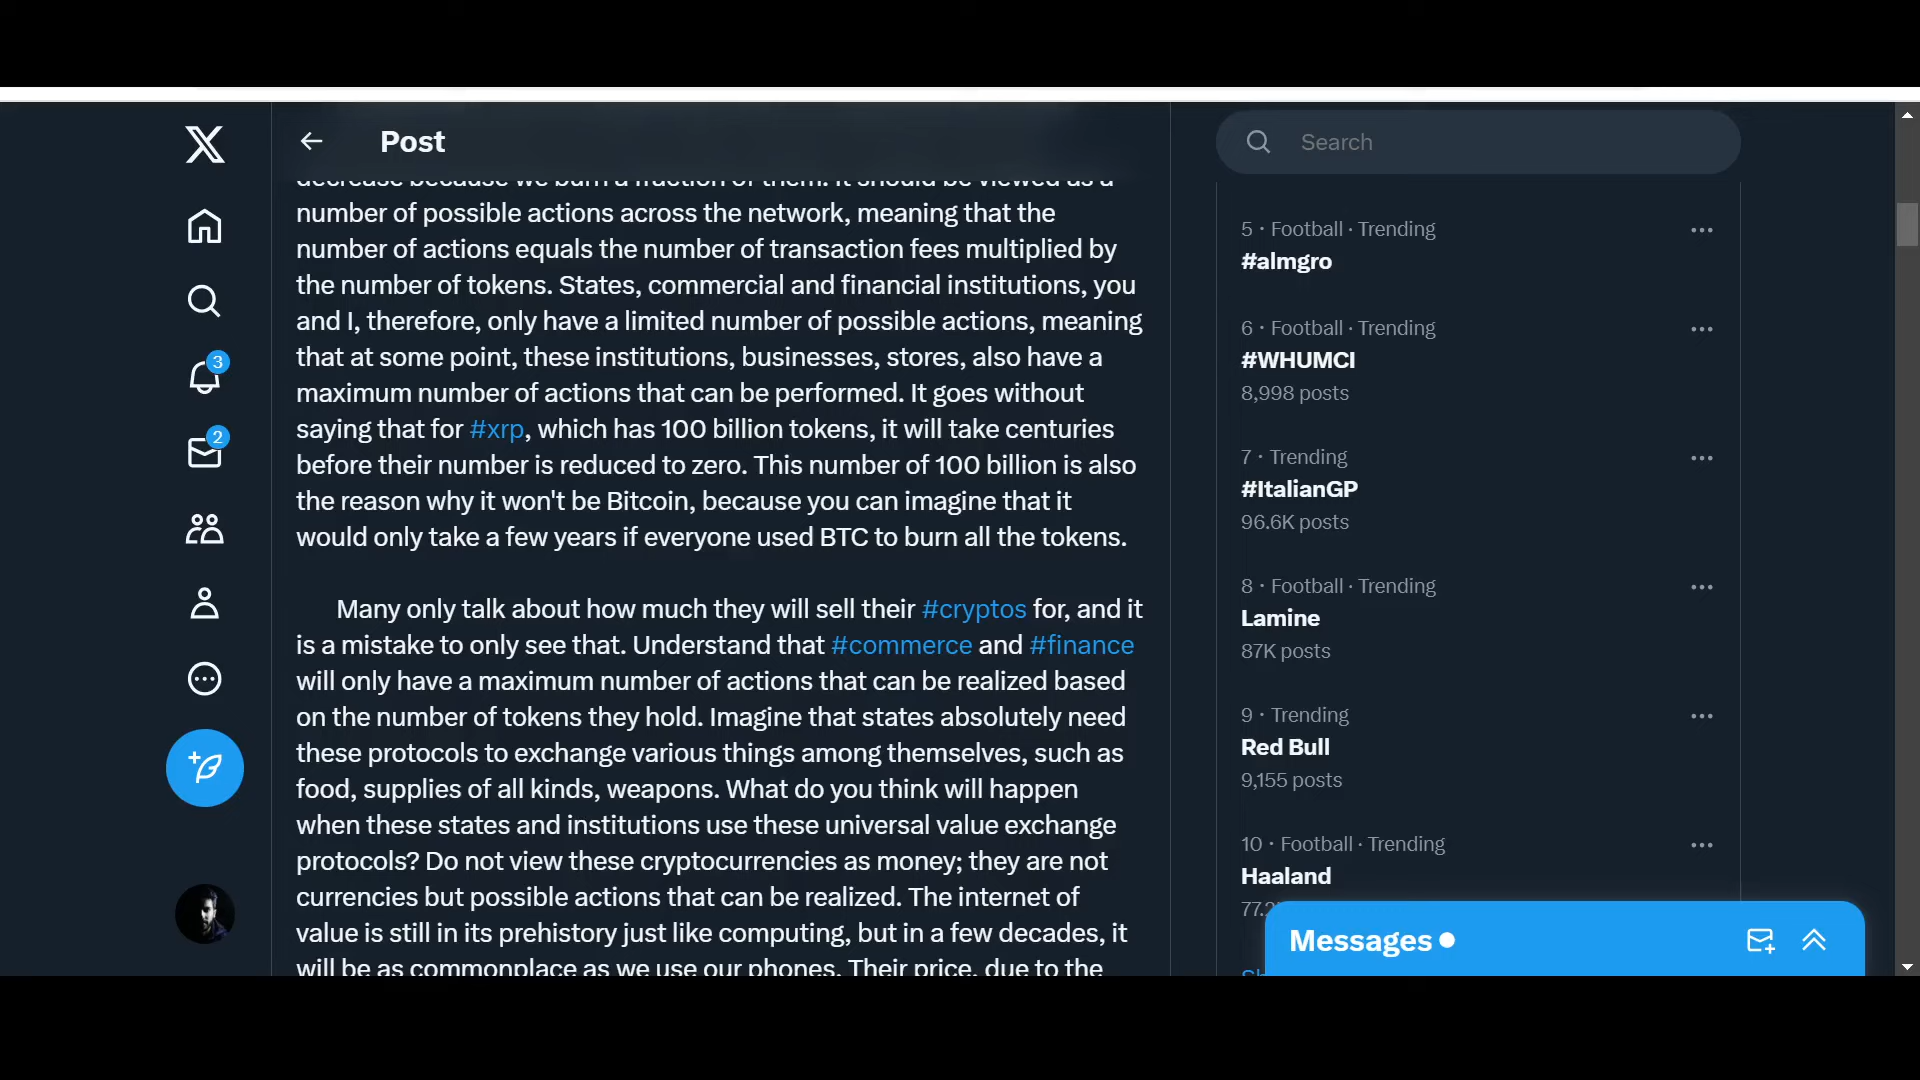 Post
Search
decrease because we burn a fraction of them. It should be viewed as a
number of possible actions across the network, meaning that the
number of actions equals the number of transaction fees multiplied by
the number of tokens. States, commercial and financial institutions, you
and I, therefore, only have a limited number of possible actions, meaning
that at some point, these institutions, businesses, stores, also have a
maximum number of actions that can be performed. It goes without
saying that for #xrp, which has 100 billion tokens, it will take centuries
before their number is reduced to zero. This number of 100 billion is also
the reason why it won't be Bitcoin, because you can imagine that it
would only take a few years if everyone used BTC to burn all the tokens.
Many only talk about how much they will sell their #cryptos for, and it
is a mistake to only see that. Understand that #commerce and #finance
will only have a maximum number of actions that can be realized based
on the number of tokens they hold. Imagine that states absolutely need
these protocols to exchange various things among themselves, such as
food, supplies of all kinds, weapons. What do you think will happen
when these states and institutions use these universal value exchange
protocols? Do not view these cryptocurrencies as money; they are not
currencies but possible actions that can be realized. The internet of
value is still in its prehistory just like computing, but in a few decades, it
will be as commonplace as we use our phones. Their price, due to the
3
2
5 · Football · Trending
#almgro
6 · Football · Trending
#WHUMCI
8,998 posts
7 · Trending
#ItalianGP
96.6K posts
8 · Football · Trending
Lamine
87K posts
9 · Trending
Red Bull
9,155 posts
10 · Football · Trending
Haaland
Messages